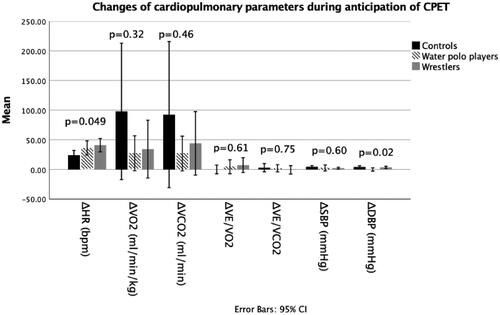 Changes of cardiopulmonary parameters during anticipation of CPET
Controls
Water polo players
Wrestlers
Mean
250.00
200.00
150.00
100.00
50.00
0.00
-50.00
p=0.049
p=0.32
p=0.46
p=0.61
p=0.75
p=0.60
p=0.02
ΔHR (bpm)
ΔVO2 (ml/min/kg)
ΔVCO2 (ml/min)
ΔVE/VO2
ΔVE/VCO2
ΔSBP (mmHg)
ΔDBP (mmHg)
Error Bars: 95% CI